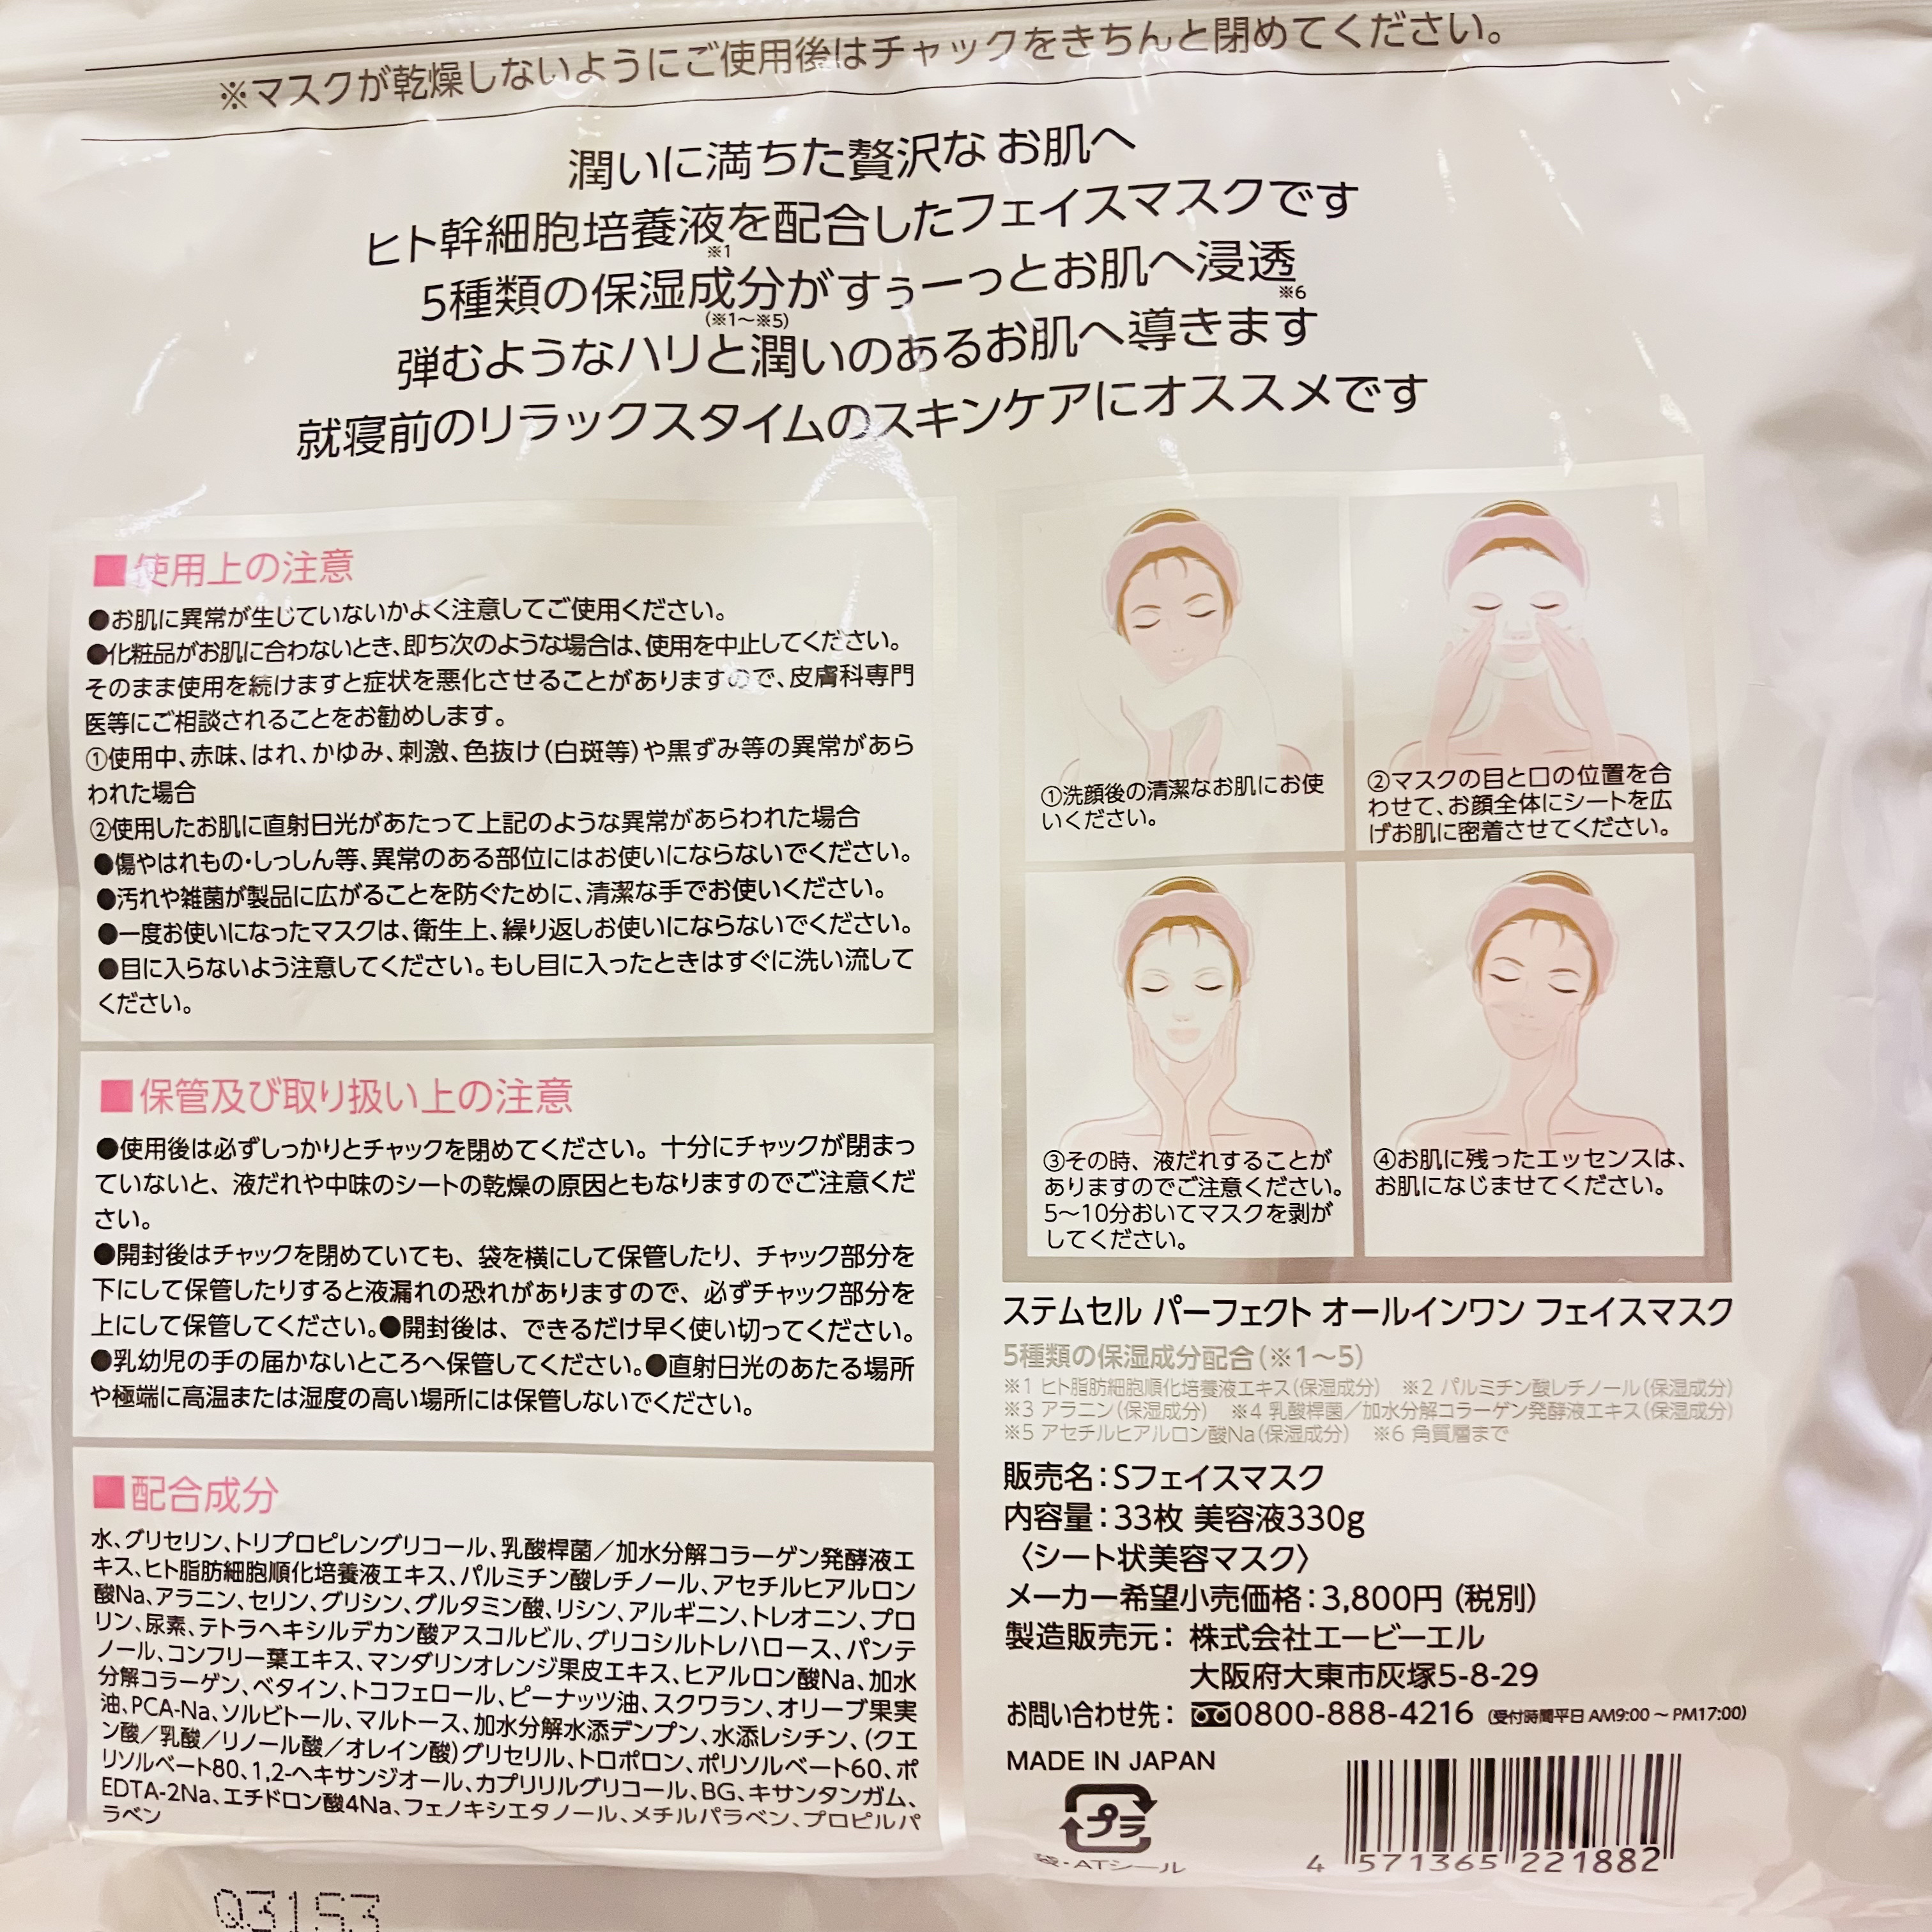 ※マスクが乾燥しないようにご使用後はチャックをきちんと閉めてください。
潤いに満ちた贅沢なお肌へ
ヒト幹細胞培養液を配合したフェイスマスクです
※1
5種類の保湿成分がすぅーっとお肌へ浸透
(※1〜※5)
※6
弾むようなハリと潤いのあるお肌へ導きます
就寝前のリラックスタイムのスキンケアにオススメです
■使用上の注意
●お肌に異常が生じていないかよく注意してご使用ください。
●化粧品がお肌に合わないとき、即ち次のような場合は、使用を中止してください。
そのまま使用を続けますと症状を悪化させることがありますので、皮膚科専門
医等にご相談されることをお勧めします。
①使用中、赤味、はれ、かゆみ、刺激、色抜け(白斑等)や黒ずみ等の異常があら
われた場合
②使用したお肌に直射日光があたって上記のような異常があらわれた場合
●傷やはれもの・しっしん等、異常のある部位にはお使いにならないでください。
●汚れや雑菌が製品に広がることを防ぐために、清潔な手でお使いください。
●一度お使いになったマスクは、衛生上、繰り返しお使いにならないでください。
●目に入らないよう注意してください。もし目に入ったときはすぐに洗い流して
ください。
■保管及び取り扱い上の注意
●使用後は必ずしっかりとチャックを閉めてください。十分にチャックが閉まっ
ていないと、液だれや中味のシートの乾燥の原因ともなりますのでご注意くだ
さい。
●開封後はチャックを閉めていても、袋を横にして保管したり、チャック部分を
下にして保管したりすると液漏れの恐れがありますので、必ずチャック部分を
上にして保管してください。●開封後は、できるだけ早く使い切ってください。
●乳幼児の手の届かないところへ保管してください。●直射日光のあたる場所
や極端に高温または湿度の高い場所には保管しないでください。
■配合成分
水、グリセリン、トリプロピレングリコール、乳酸桿菌／加水分解コラーゲン発酵液エ
キス、ヒト脂肪細胞順化培養液エキス、パルミチン酸レチノール、アセチルヒアルロン
酸Na、アラニン、セリン、グリシン、グルタミン酸、リシン、アルギニン、トレオニン、プロ
リン、尿素、テトラヘキシルデカン酸アスコルビル、グリコシルトレハロース、パンテ
ノール、コンフリー葉エキス、マンダリンオレンジ果皮エキス、ヒアルロン酸Na、加水
分解コラーゲン、ベタイン、トコフェロール、ピーナッツ油、スクワラン、オリーブ果実
油、PCA-Na、ソルビトール、マルトース、加水分解水添デンプン、水添レシチン、(クエ
ン酸／乳酸／リノール酸／オレイン酸)グリセリル、トロポロン、ポリソルベート60、ポ
リソルベート80、1,2-ヘキサンジオール、カプリリルグリコール、BG、キサンタンガム、
EDTA-2Na、エチドロン酸4Na、フェノキシエタノール、メチルパラベン、プロピルパ
ラベン
①洗顔後の清潔なお肌にお使
いください。
②マスクの目と口の位置を合
わせて、お顔全体にシートを広
げお肌に密着させてください。
③その時、液だれすることが
ありますのでご注意ください。
5〜10分おいてマスクを剥が
してください。
④お肌に残ったエッセンスは、
お肌になじませてください。
ステムセル パーフェクト オールインワン フェイスマスク
5種類の保湿成分配合(※1〜5)
※1 ヒト脂肪細胞順化培養液エキス(保湿成分) ※2 パルミチン酸レチノール(保湿成分)
※3 アラニン(保湿成分) ※4 乳酸桿菌／加水分解コラーゲン発酵液エキス(保湿成分)
※5 アセチルヒアルロン酸Na(保湿成分) ※6 角質層まで
販売名：Sフェイスマスク
内容量：33枚 美容液330g
〈シート状美容マスク〉
メーカー希望小売価格：3,800円(税別)
製造販売元：株式会社エービーエル
大阪府大東市灰塚5-8-29
お問い合わせ先：0800-888-4216(受付時間平日 AM9:00〜PM17:00)
MADE IN JAPAN
プラ
袋・ATシール
4 571365 221882
Q3153